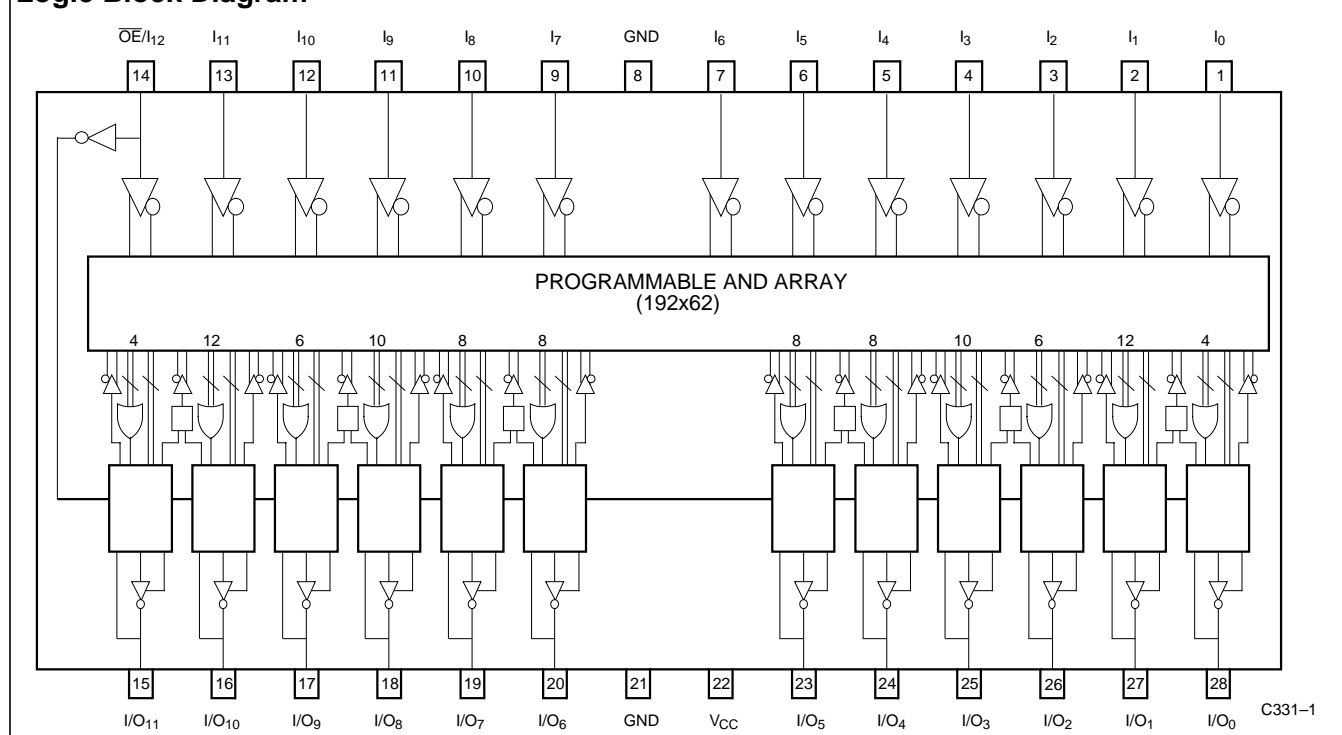 Logic Block Diagram
OE/I12 I11 I10 I9 I8 I7 GND I6 I5 I4 I3 I2 I1 I0
14 13 12 11 10 9 8 7 6 5 4 3 2 1
PROGRAMMABLE AND ARRAY
(192x62)
4 12 6 10 8 8 8 8 10 6 12 4
15 16 17 18 19 20 21 22 23 24 25 26 27 28
I/O11 I/O10 I/O9 I/O8 I/O7 I/O6 GND VCC I/O5 I/O4 I/O3 I/O2 I/O1 I/O0
C331–1